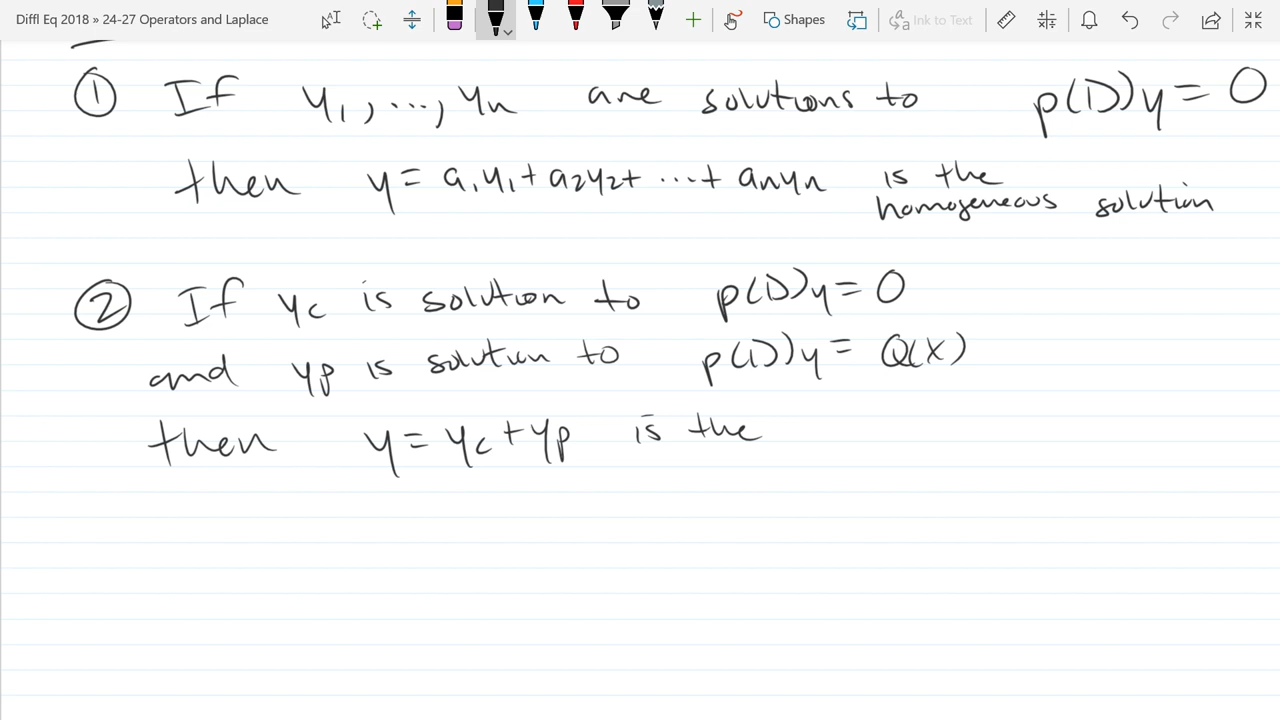 Diffl Eq 2018 » 24-27 Operators and Laplace
Shapes
Ink to Text
① If y₁, ..., yₙ are solutions to p(D)y = 0
then y = a₁y₁ + a₂y₂ + ... + aₙyₙ is the homogeneous solution
② If yc is solution to p(D)y = 0
and yp is solution to p(D)y = Q(x)
then y = yc + yp is the